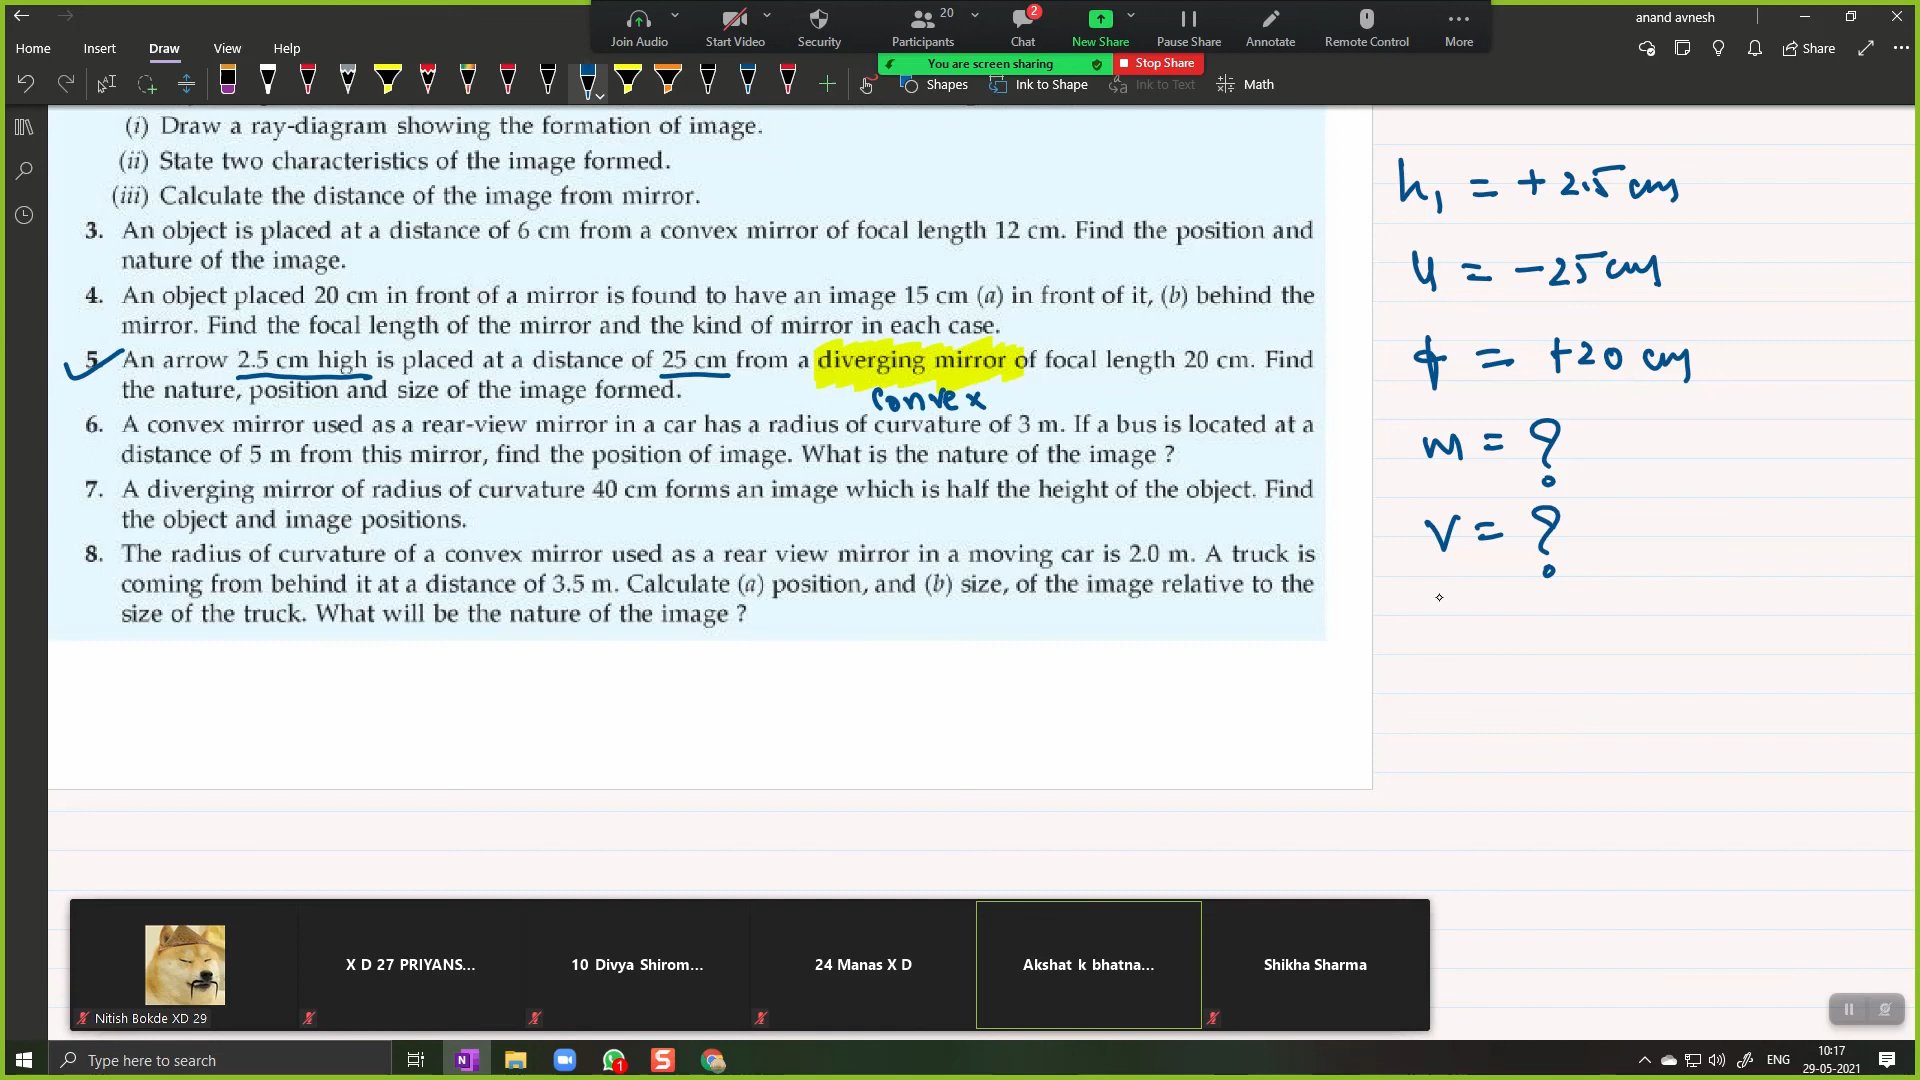 anand avnesh
Join Audio
Start Video
Security
20
Participants
2
Chat
New Share
Pause Share
Annotate
Remote Control
More
You are screen sharing
Stop Share
Home Insert Draw View Help
Share
Shapes
Ink to Shape
Ink to Text
Math
(i) Draw a ray-diagram showing the formation of image.
(ii) State two characteristics of the image formed.
(iii) Calculate the distance of the image from mirror.
3. An object is placed at a distance of 6 cm from a convex mirror of focal length 12 cm. Find the position and
nature of the image.
4. An object placed 20 cm in front of a mirror is found to have an image 15 cm (a) in front of it, (b) behind the
mirror. Find the focal length of the mirror and the kind of mirror in each case.
5. An arrow 2.5 cm high is placed at a distance of 25 cm from a diverging mirror of focal length 20 cm. Find
the nature, position and size of the image formed.
convex
6. A convex mirror used as a rear-view mirror in a car has a radius of curvature of 3 m. If a bus is located at a
distance of 5 m from this mirror, find the position of image. What is the nature of the image ?
7. A diverging mirror of radius of curvature 40 cm forms an image which is half the height of the object. Find
the object and image positions.
8. The radius of curvature of a convex mirror used as a rear view mirror in a moving car is 2.0 m. A truck is
coming from behind it at a distance of 3.5 m. Calculate (a) position, and (b) size, of the image relative to the
size of the truck. What will be the nature of the image ?
h₁ = +2.5 cm
u = -25 cm
f = +20 cm
m = ?
v = ?
Nitish Bokde XD 29
X D 27 PRIYANS...
10 Divya Shirom...
24 Manas X D
Akshat k bhatna...
Shikha Sharma
Type here to search
N
1
S
ENG
10:17
29-05-2021